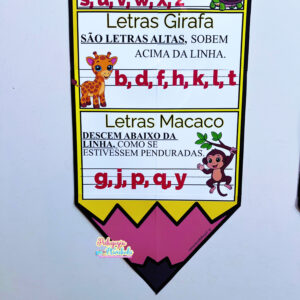 s, u, v, w, x, z
Letras Girafa
SÃO LETRAS ALTAS, SOBEM
ACIMA DA LINHA.
b, d, f, h, k, l, t
Letras Macaco
DESCEM ABAIXO DA
LINHA, COMO SE
ESTIVESSEM PENDURADAS.
g, j, p, q, y